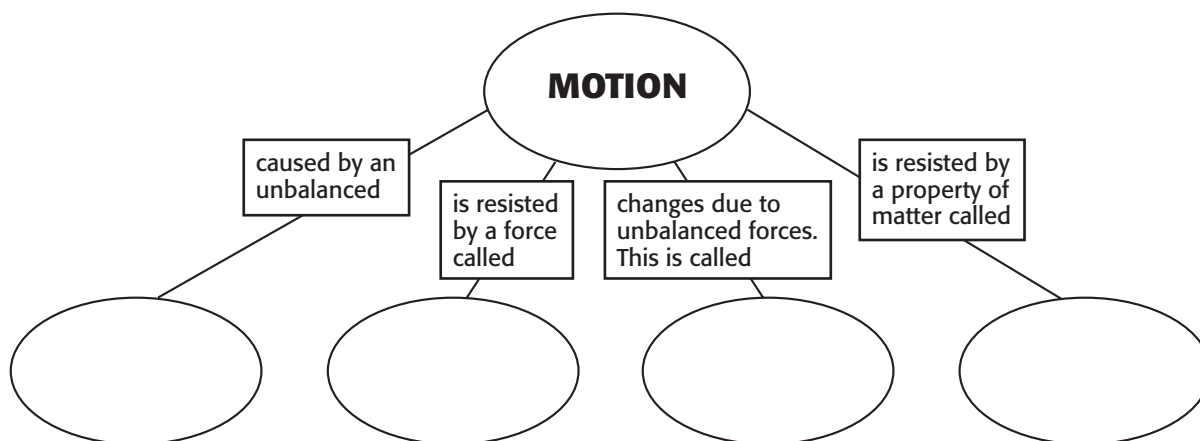 MOTION
caused by an
unbalanced
is resisted
by a force
called
changes due to
unbalanced forces.
This is called
is resisted by
a property of
matter called